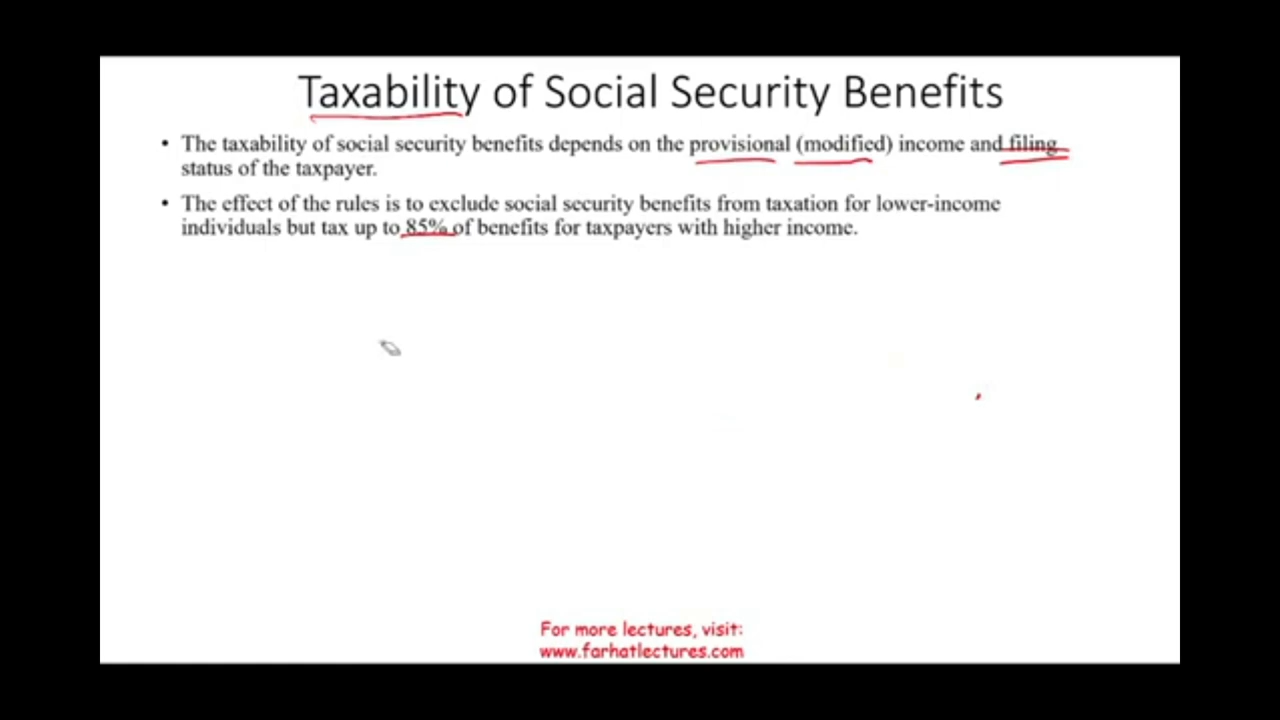 Taxability of Social Security Benefits
• The taxability of social security benefits depends on the provisional (modified) income and filing
status of the taxpayer.
• The effect of the rules is to exclude social security benefits from taxation for lower-income
individuals but tax up to 85% of benefits for taxpayers with higher income.
For more lectures, visit:
www.farhatlectures.com